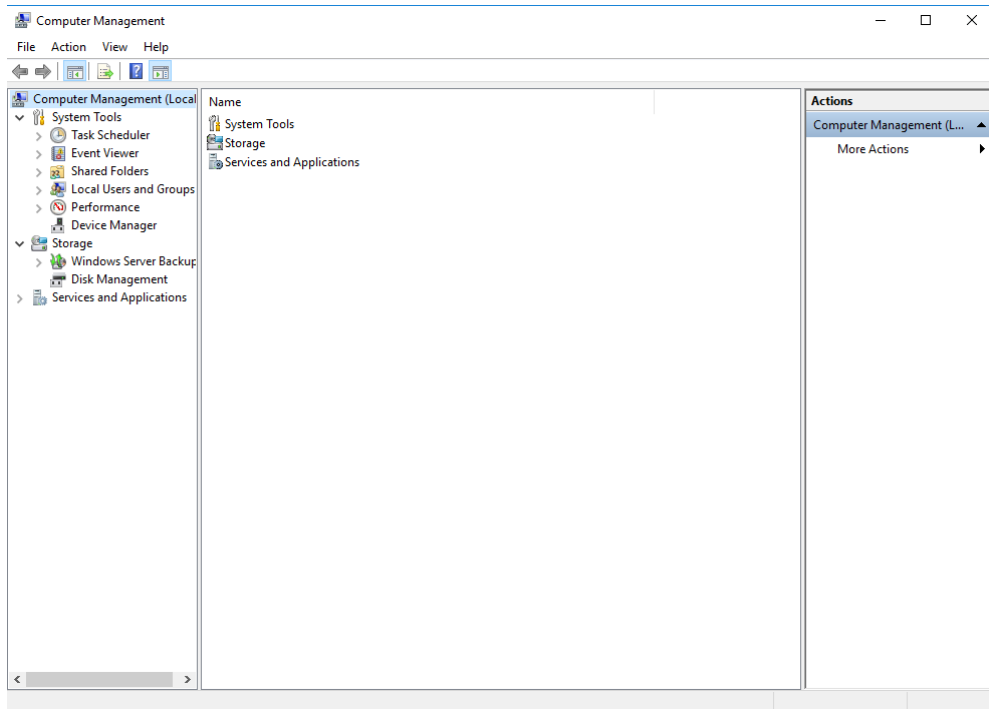 Computer Management
File Action View Help
Computer Management (Local
System Tools
Task Scheduler
Event Viewer
Shared Folders
Local Users and Groups
Performance
Device Manager
Storage
Windows Server Backup
Disk Management
Services and Applications
Name
System Tools
Storage
Services and Applications
Actions
Computer Management (L...
More Actions